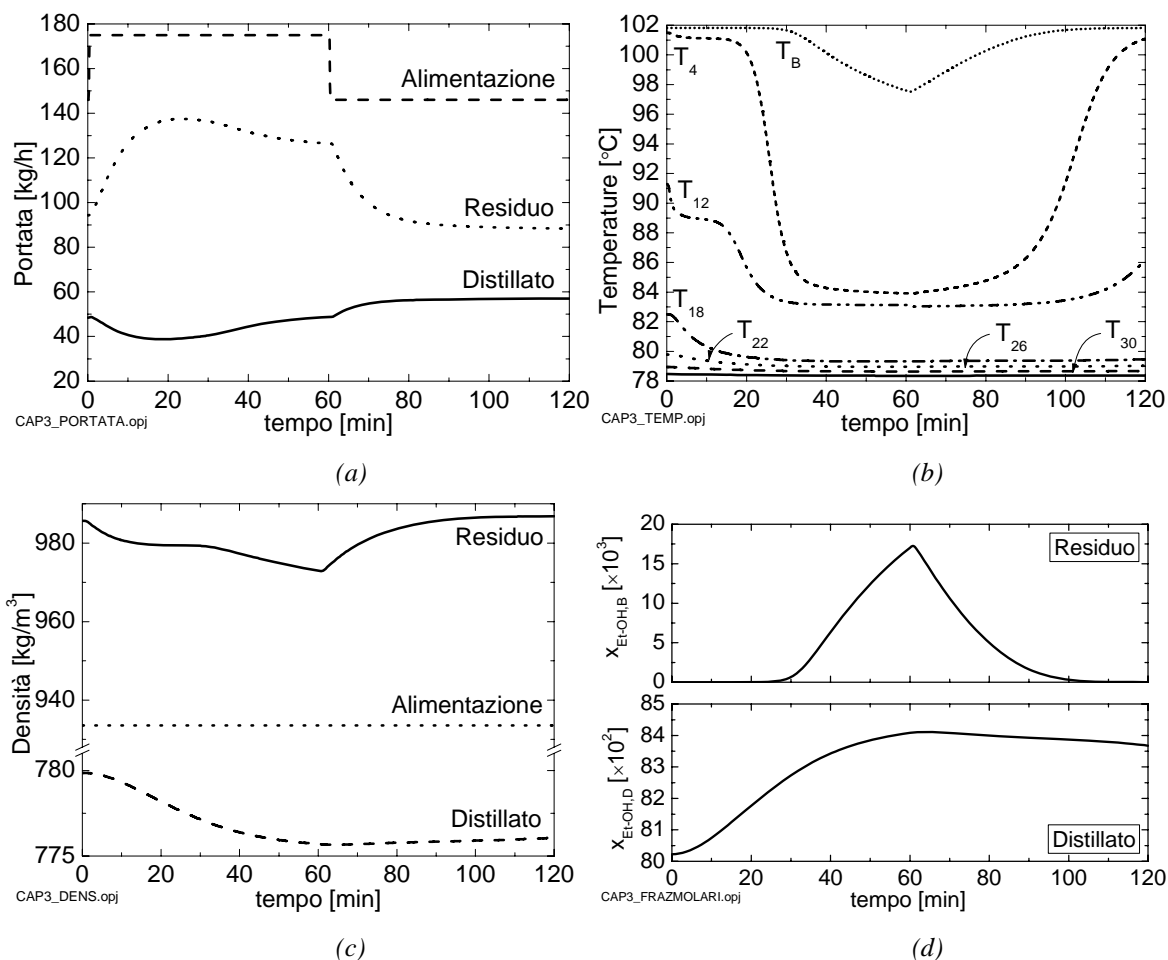 180
160
140
120
100
80
60
40
20
Portata [kg/h]
Alimentazione
Residuo
Distillato
0 20 40 60 80 100 120
tempo [min]
CAP3_PORTATA.opj
(a)
102
100
98
96
94
92
90
88
86
84
82
80
78
Temperature [°C]
T4
TB
T12
T18
T22
T26
T30
0 20 40 60 80 100 120
tempo [min]
CAP3_TEMP.opj
(b)
980
960
940
780
775
Densità [kg/m3]
Residuo
Alimentazione
Distillato
0 20 40 60 80 100 120
tempo [min]
CAP3_DENS.opj
(c)
20
15
10
5
0
xEt-OH,B [×103]
Residuo
85
84
83
82
81
80
xEt-OH,D [×102]
Distillato
0 20 40 60 80 100 120
tempo [min]
CAP3_FRAZMOLARI.opj
(d)